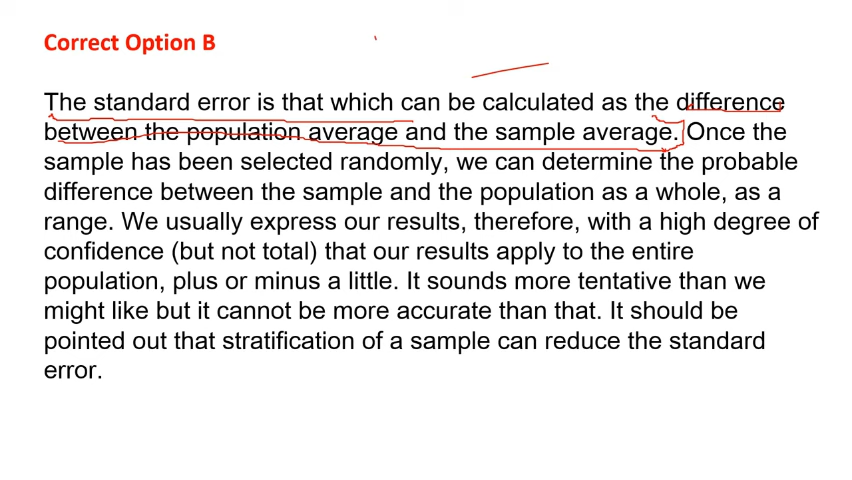 Correct Option B
The standard error is that which can be calculated as the difference
between the population average and the sample average. Once the
sample has been selected randomly, we can determine the probable
difference between the sample and the population as a whole, as a
range. We usually express our results, therefore, with a high degree of
confidence (but not total) that our results apply to the entire
population, plus or minus a little. It sounds more tentative than we
might like but it cannot be more accurate than that. It should be
pointed out that stratification of a sample can reduce the standard
error.